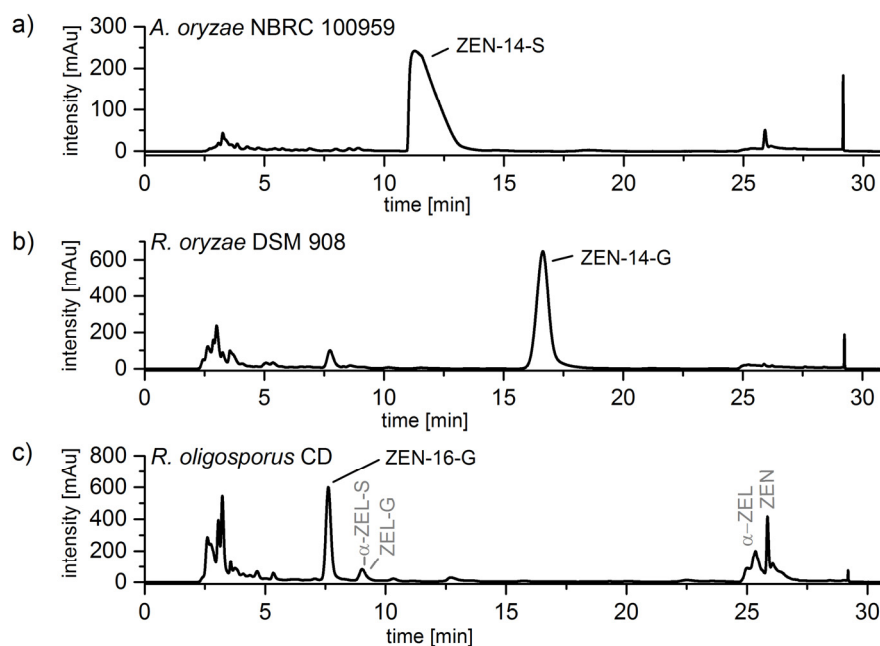 a)
A. oryzae NBRC 100959
ZEN-14-S
intensity [mAu]
300
200
100
0
0 5 10 15 20 25 30
time [min]
b)
R. oryzae DSM 908
ZEN-14-G
intensity [mAu]
600
400
200
0
0 5 10 15 20 25 30
time [min]
c)
R. oligosporus CD
ZEN-16-G
α-ZEL-S
ZEL-G
α-ZEL
ZEN
intensity [mAu]
800
600
400
200
0
0 5 10 15 20 25 30
time [min]